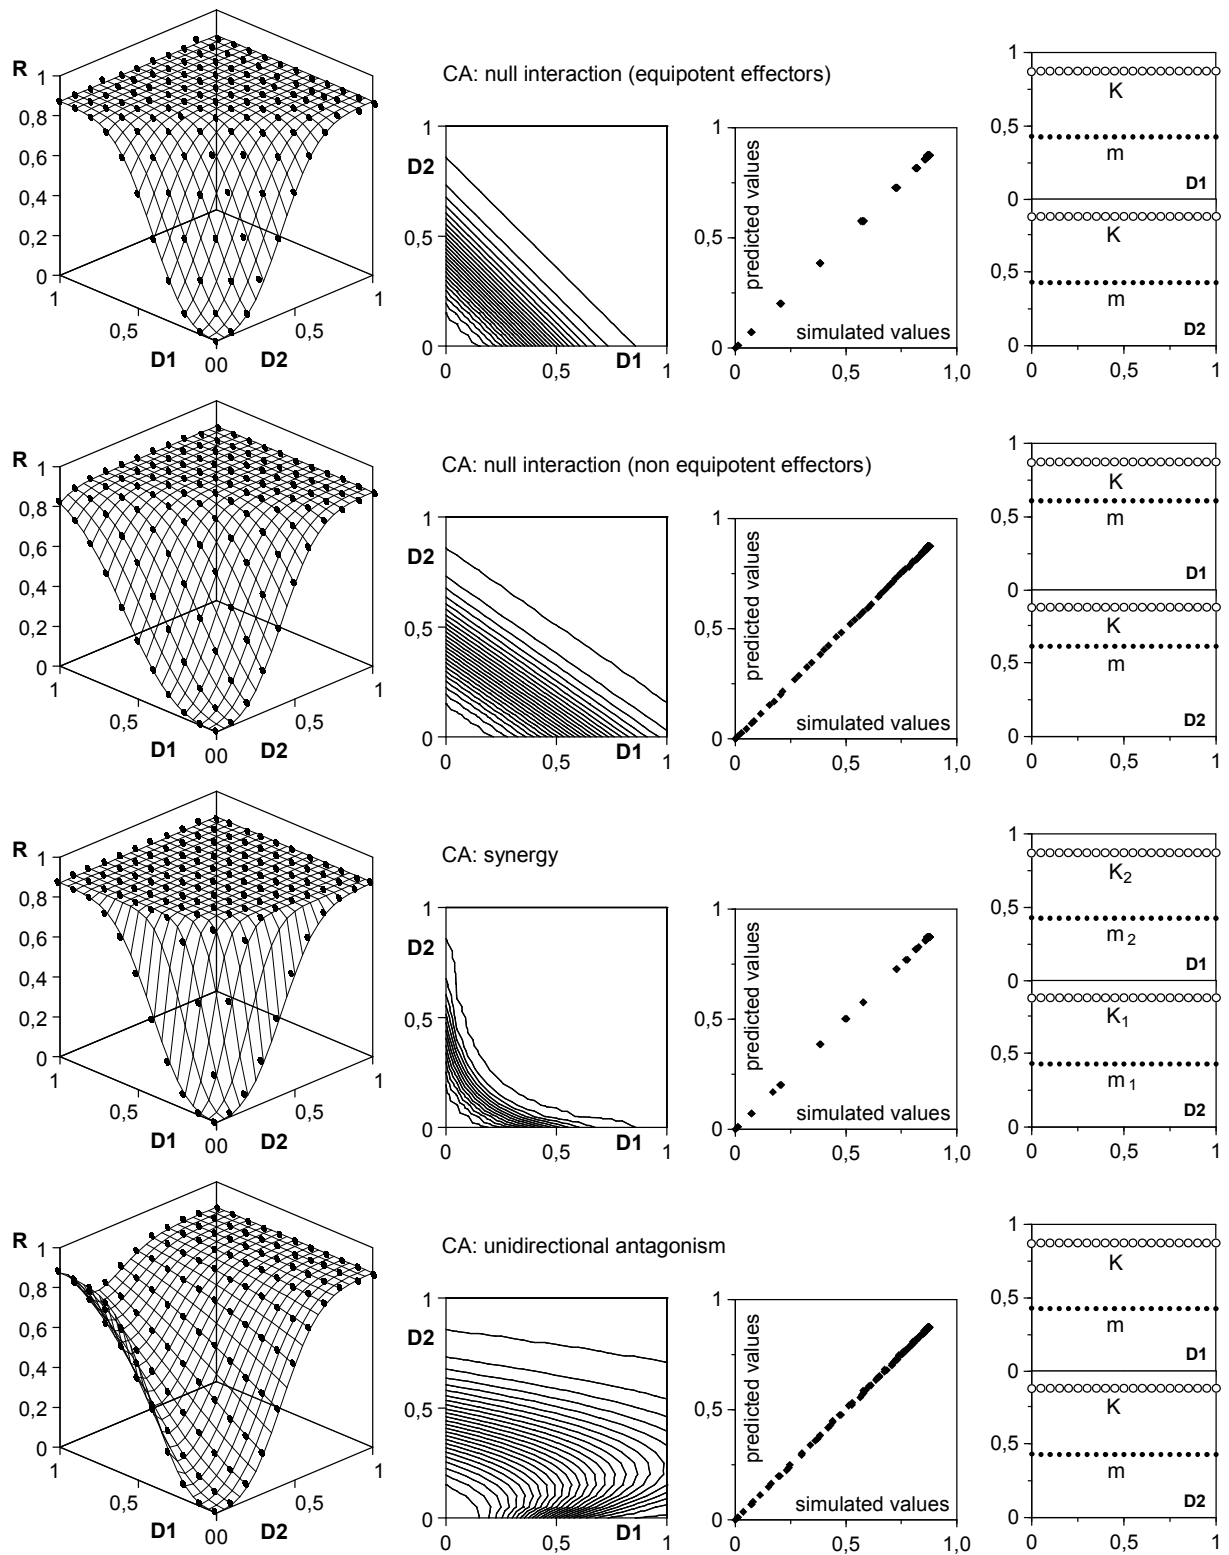 CA: null interaction (equipotent effectors)
R
1
0,8
0,6
0,4
0,2
0
1
0,5
D1
00
D2
0,5
1
1
D2
0,5
0
0
0,5
D1
1
1
predicted values
0,5
simulated values
0
0
0,5
1,0
1
K
0,5
m
D1
0
K
0,5
m
D2
0
0
0,5
1
CA: null interaction (non equipotent effectors)
R
1
0,8
0,6
0,4
0,2
0
1
0,5
D1
00
D2
0,5
1
1
D2
0,5
0
0
0,5
D1
1
1
predicted values
0,5
simulated values
0
0
0,5
1,0
1
K
0,5
m
D1
0
K
0,5
m
D2
0
0
0,5
1
CA: synergy
R
1
0,8
0,6
0,4
0,2
0
1
0,5
D1
00
D2
0,5
1
1
D2
0,5
0
0
0,5
D1
1
1
predicted values
0,5
simulated values
0
0
0,5
1,0
1
K2
0,5
m 2
D1
0
K1
0,5
m 1
D2
0
0
0,5
1
CA: unidirectional antagonism
R
1
0,8
0,6
0,4
0,2
0
1
0,5
D1
00
D2
0,5
1
1
D2
0,5
0
0
0,5
D1
1
1
predicted values
0,5
simulated values
0
0
0,5
1,0
1
K
0,5
m
D1
0
K
0,5
m
D2
0
0
0,5
1